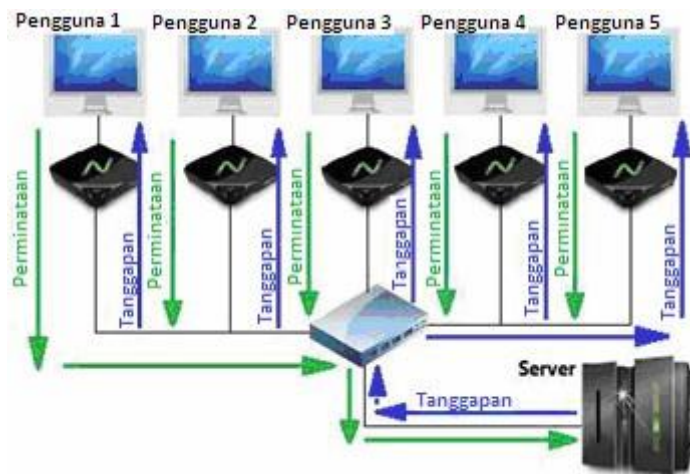 Pengguna 1
Pengguna 2
Pengguna 3
Pengguna 4
Pengguna 5
Perminataan
Tanggapan
Perminataan
Tanggapan
Perminataan
Tanggapan
Perminataan
Tanggapan
Perminataan
Tanggapan
Server
Tanggapan